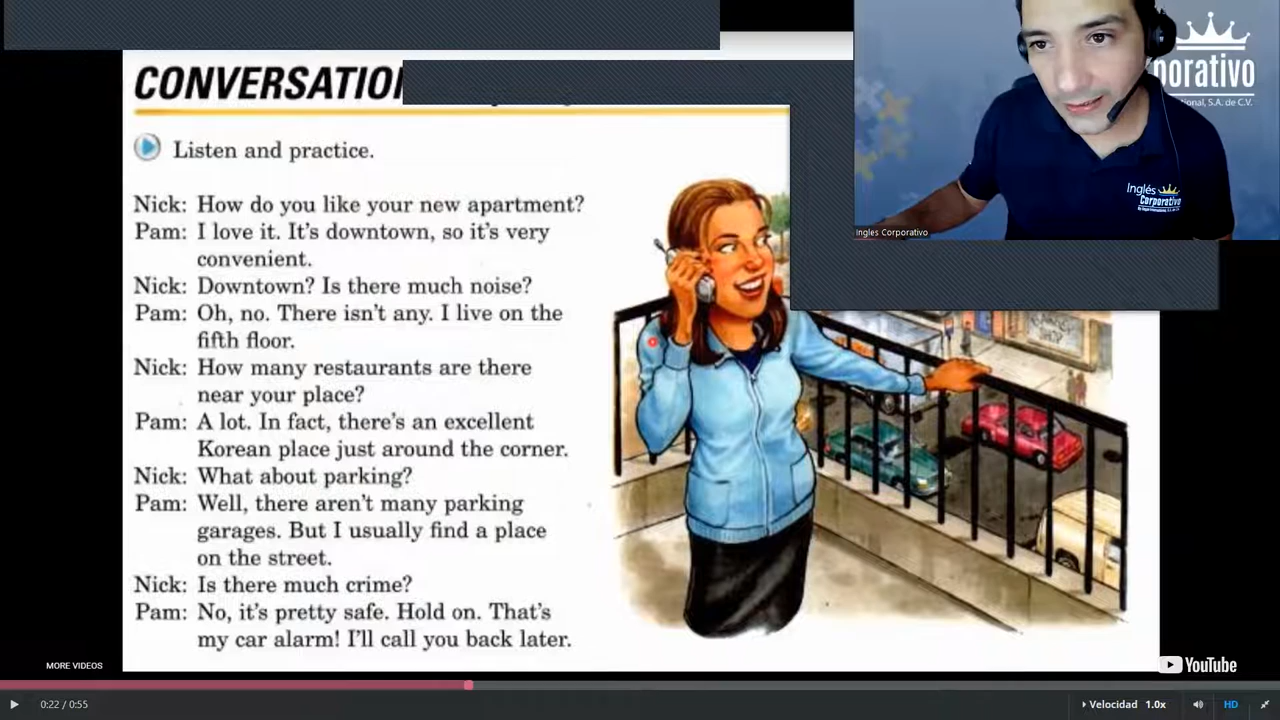 CONVERSATION
Listen and practice.
Nick: How do you like your new apartment?
Pam: I love it. It's downtown, so it's very
convenient.
Nick: Downtown? Is there much noise?
Pam: Oh, no. There isn't any. I live on the
fifth floor.
Nick: How many restaurants are there
near your place?
Pam: A lot. In fact, there's an excellent
Korean place just around the corner.
Nick: What about parking?
Pam: Well, there aren't many parking
garages. But I usually find a place
on the street.
Nick: Is there much crime?
Pam: No, it's pretty safe. Hold on. That's
my car alarm! I'll call you back later.
porativo
national, S.A. de C.V.
Inglés
Corporativo
Ingles Corporativo
SHOP
MORE VIDEOS
YouTube
0:22 / 0:55
Velocidad 1.0x
HD